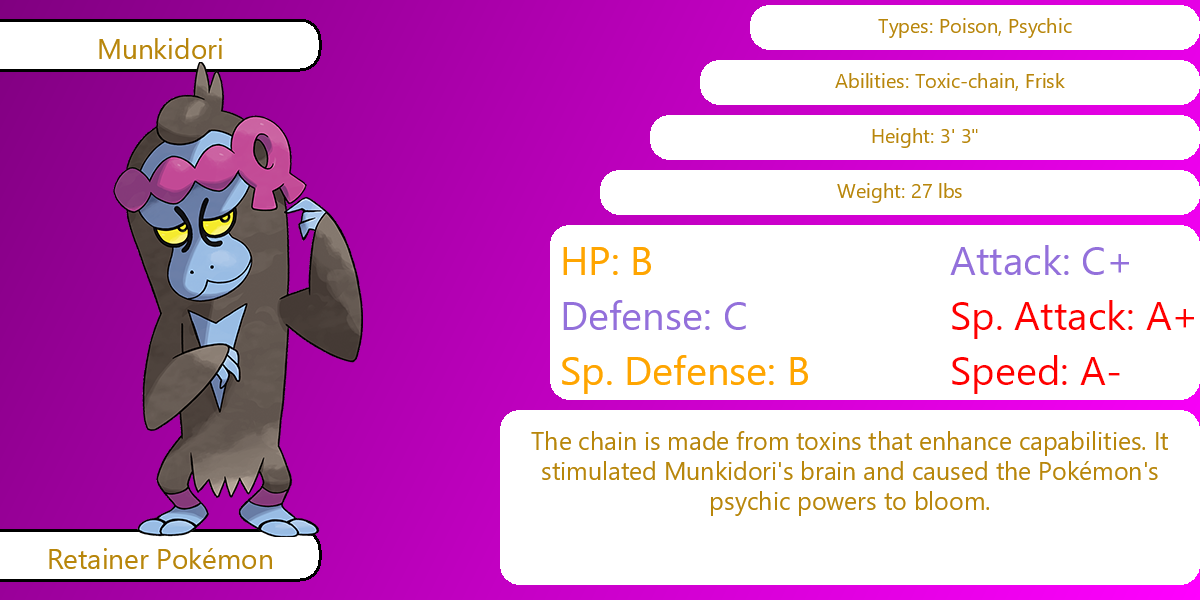 Munkidori
Types: Poison, Psychic
Abilities: Toxic-chain, Frisk
Height: 3' 3"
Weight: 27 lbs
HP: B
Attack: C+
Defense: C
Sp. Attack: A+
Sp. Defense: B
Speed: A-
The chain is made from toxins that enhance capabilities. It
stimulated Munkidori's brain and caused the Pokémon's
psychic powers to bloom.
Retainer Pokémon